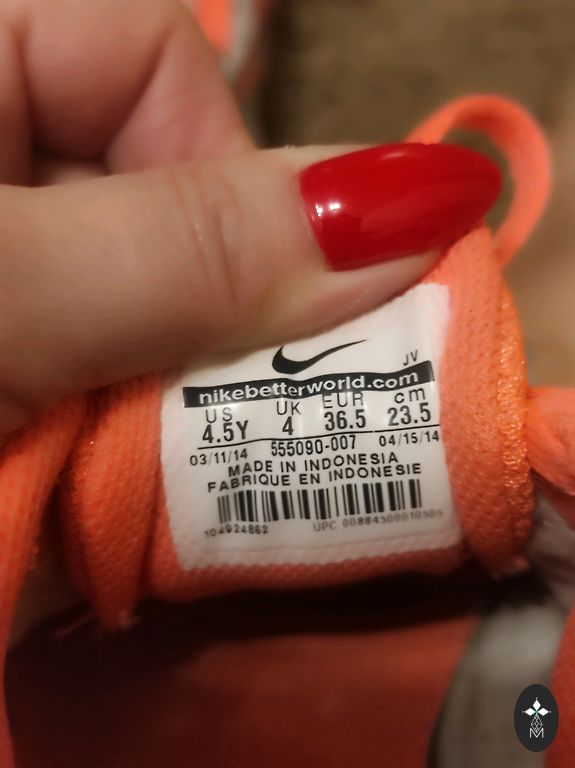 JV
nikebetterworld.com
US UK EUR cm
4.5Y 4 36.5 23.5
03/11/14 555090-007 04/15/14
MADE IN INDONESIA
FABRIQUE EN INDONESIE
104924862 UPC 00884500010505
M